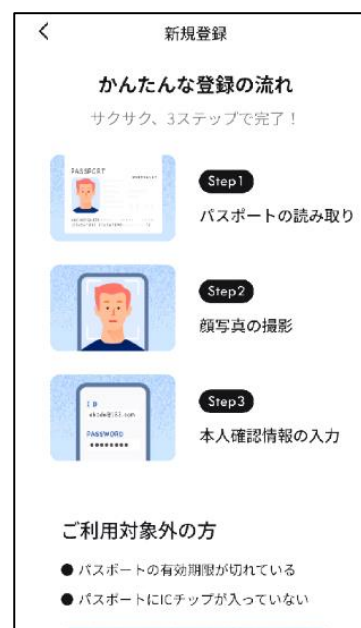 新規登録
かんたんな登録の流れ
サクサク、3ステップで完了！
PASSPORT
Step1
パスポートの読み取り
Step2
顔写真の撮影
ID
PASSWORD
Step3
本人確認情報の入力
ご利用対象外の方
● パスポートの有効期限が切れている
● パスポートにICチップが入っていない